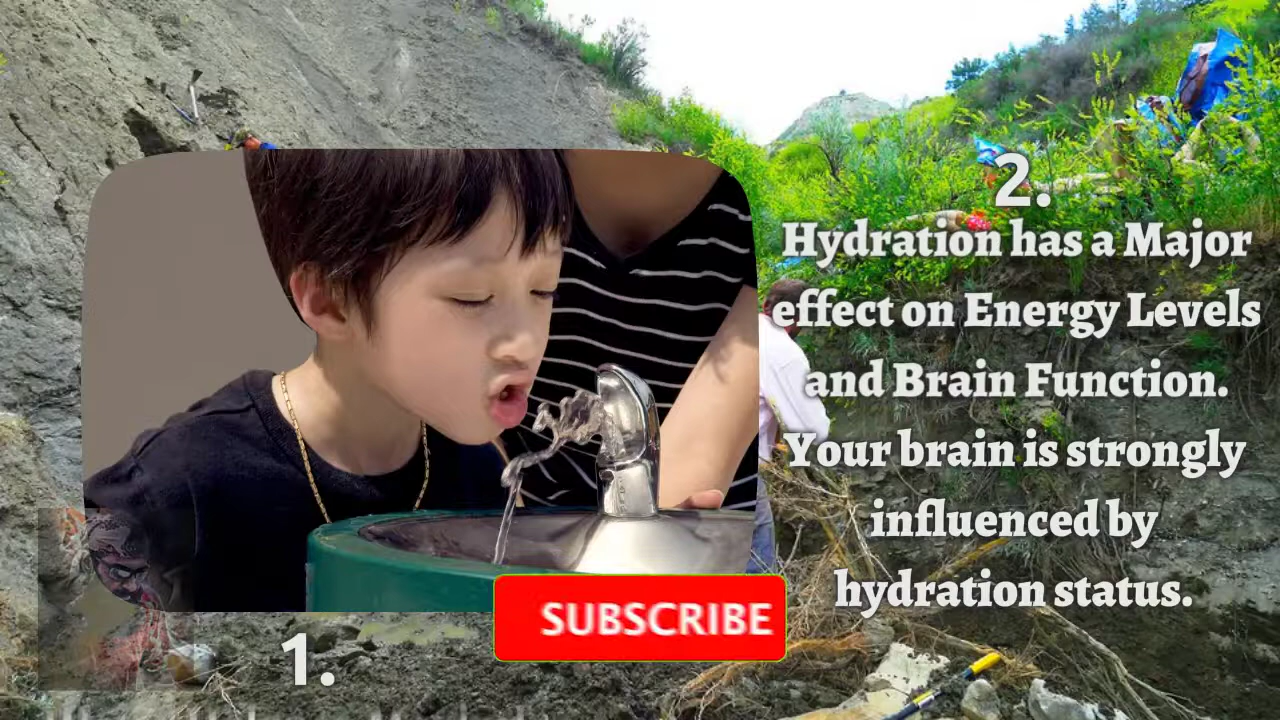 2.
Hydration has a Major
effect on Energy Levels
and Brain Function.
Your brain is strongly
influenced by
hydration status.
SUBSCRIBE
1.